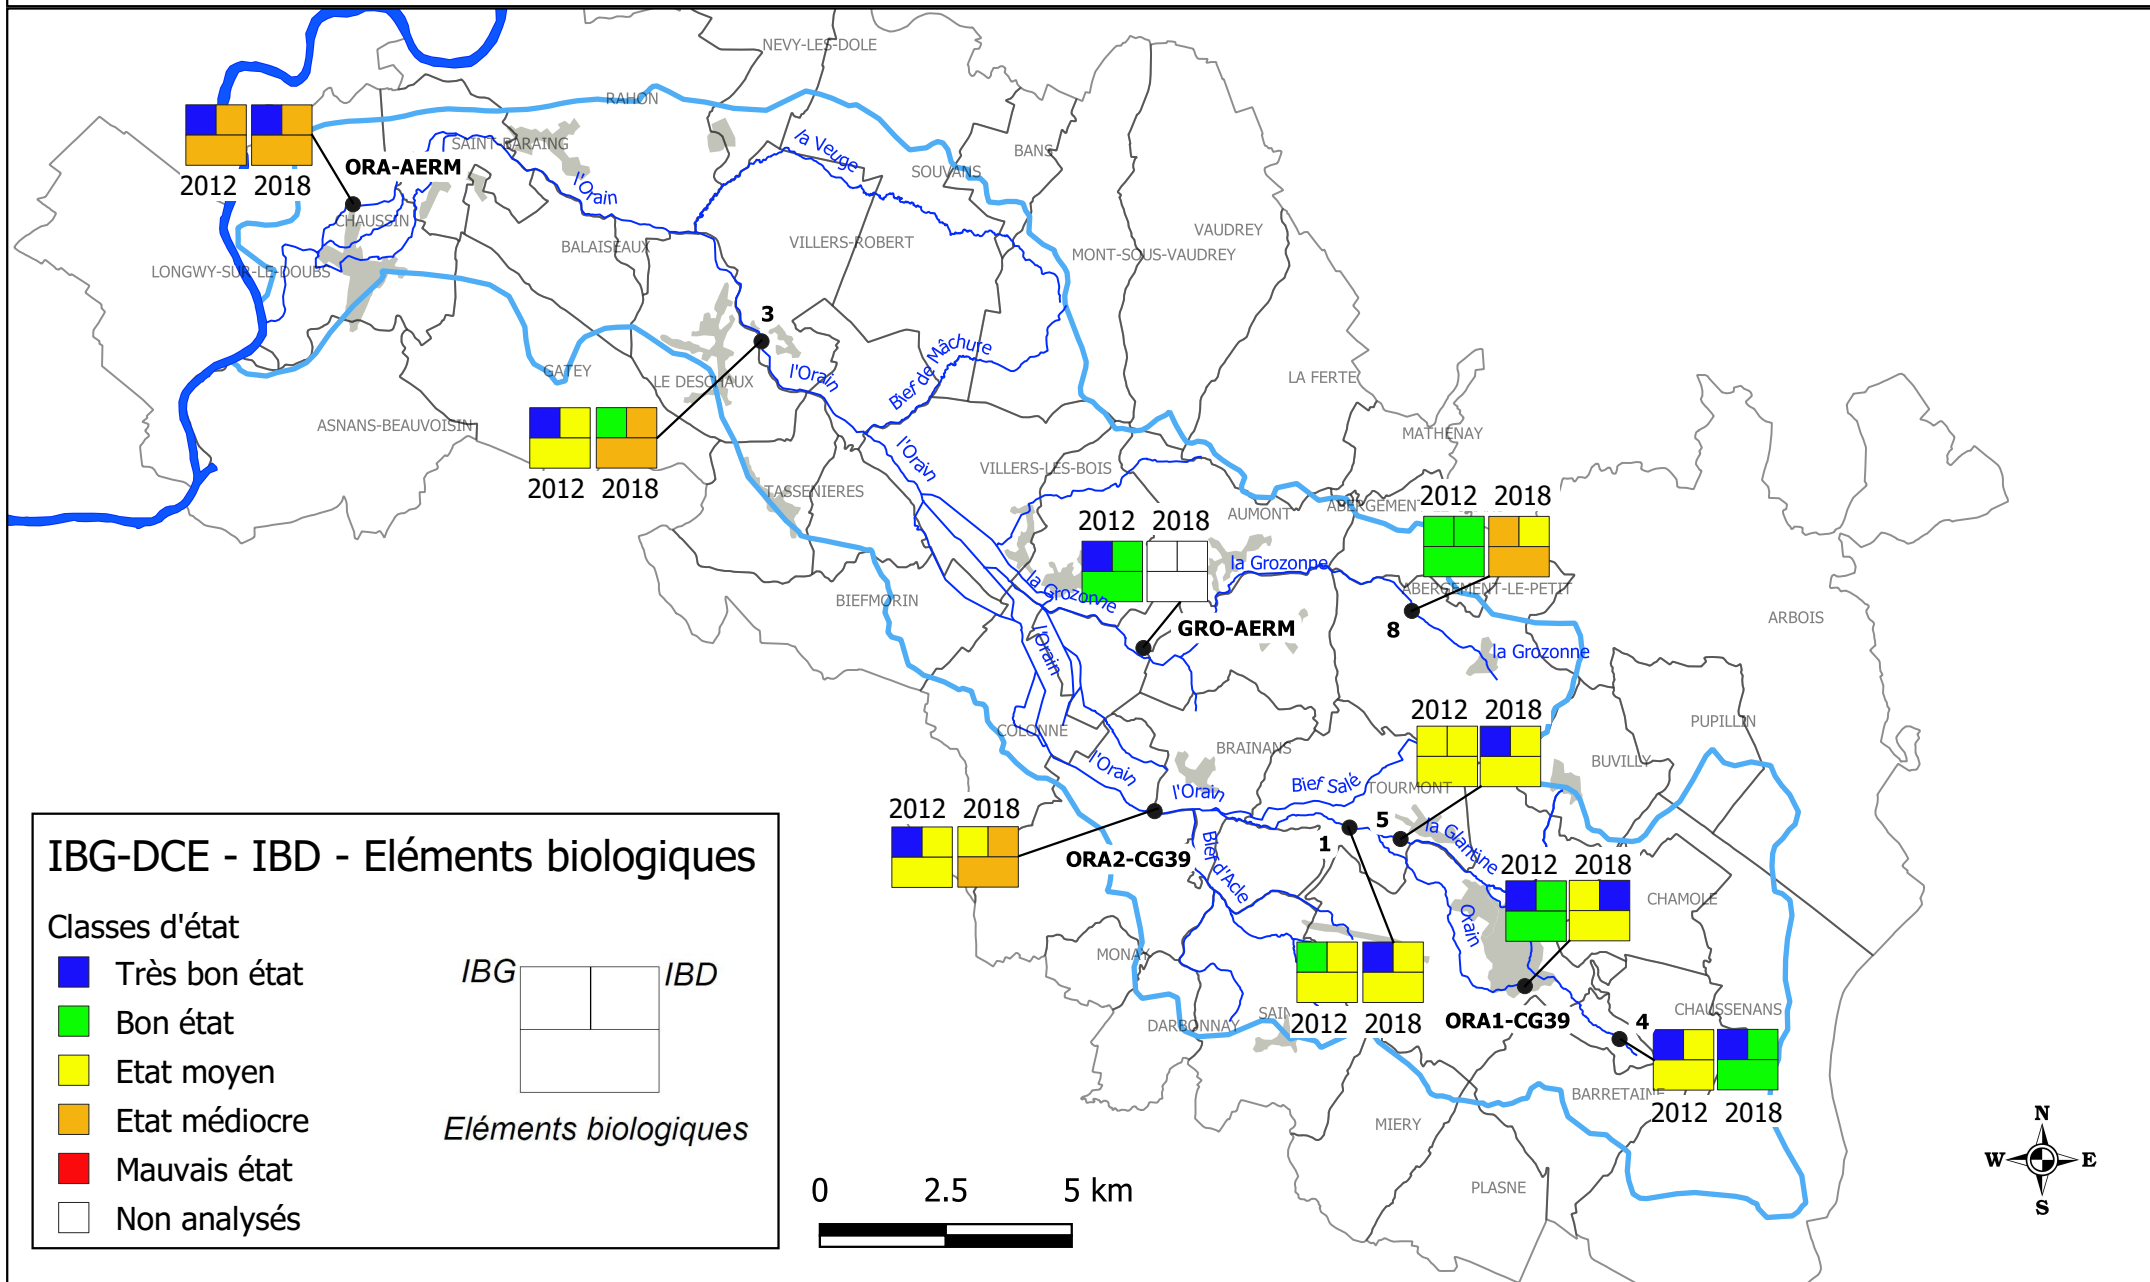 NEVY-LES-DOLE
RAHON
SAINT-BARAING
la Veuge
BANS
SOUVANS
ORA-AERM
2012 2018
l'Orain
CHAUSSIN
VAUDREY
BALAISEAUX
VILLERS-ROBERT
MONT-SOUS-VAUDREY
LONGWY-SUR-LE-DOUBS
3
Bief de Mâchure
GATEY
LE DESCHAUX
l'Orain
LA FERTE
ASNANS-BEAUVOISIN
MATHENAY
l'Orain
VILLERS-LES-BOIS
2012 2018
TASSENIERES
2012 2018
ABERGEMEN
AUMONT
2012 2018
la Grozonne
la Grozonne
ABERGEMENT-LE-PETIT
BIEFMORIN
ARBOIS
GRO-AERM
8
l'Orain
la Grozonne
2012 2018
PUPILLIN
COLONNE
BRAINANS
BUVILLY
l'Orain
Bief Salé
TOURMONT
l'Orain
2012 2018
5
la Glantine
1
ORA2-CG39
Bief d'Acle
2012 2018
CHAMOLE
Orain
MONAY
SAIN
DARBONNAY
2012 2018
ORA1-CG39
CHAUSSENANS
4
BARRETAINE
2012 2018
MIERY
PLASNE
IBG-DCE - IBD - Eléments biologiques
Classes d'état
Très bon état
Bon état
Etat moyen
Etat médiocre
Mauvais état
Non analysés
IBG IBD
Eléments biologiques
0 2.5 5 km
N
W E
S